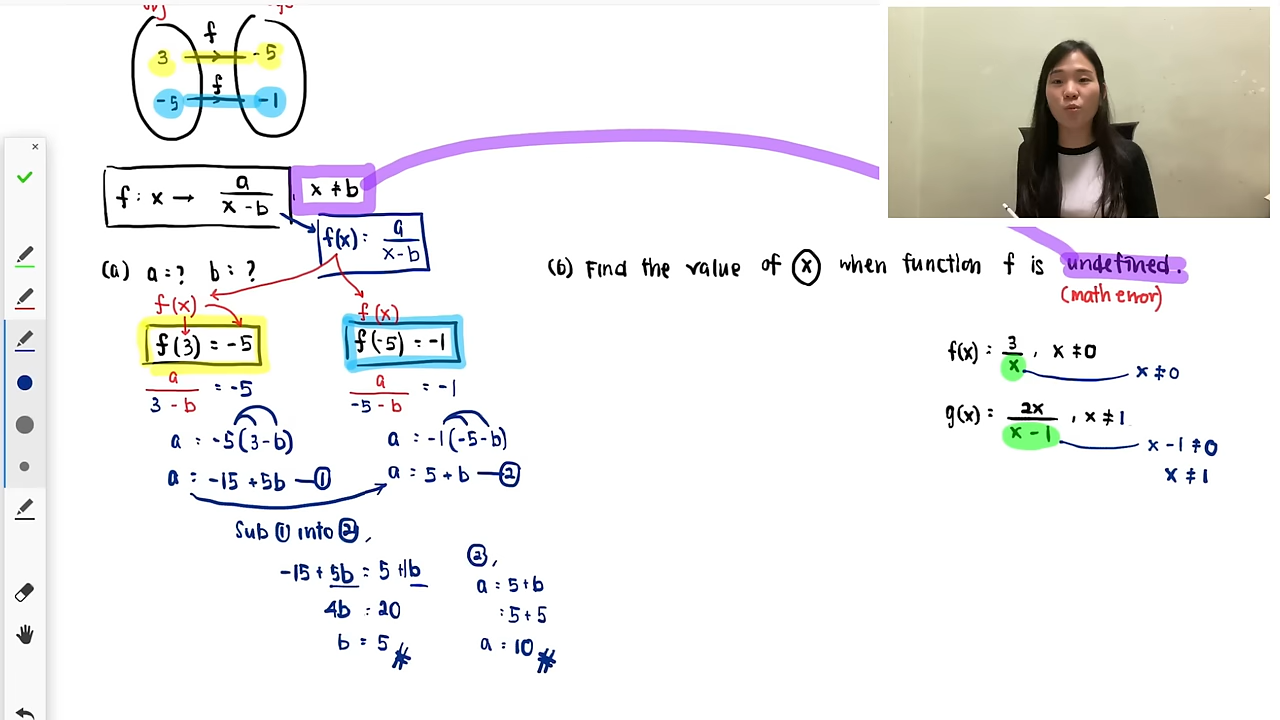 f
3 -5
f
-5 -1
f : x → a/(x - b) , x ≠ b
f(x) = a/(x - b)
(a) a = ? b = ?
f(x) f(x)
f(3) = -5 f(-5) = -1
a/(3 - b) = -5 a/(-5 - b) = -1
a = -5(3-b) a = -1(-5-b)
a = -15 + 5b — ① a = 5 + b — ②
Sub ① into ②,
-15 + 5b = 5 + 1b
4b = 20
b = 5 #
②,
a = 5 + b
= 5 + 5
a = 10 #
(b) Find the value of x when function f is undefined.
(math error)
f(x) = 3/x , x ≠ 0
x ≠ 0
g(x) = 2x/(x - 1) , x ≠ 1
x - 1 ≠ 0
x ≠ 1